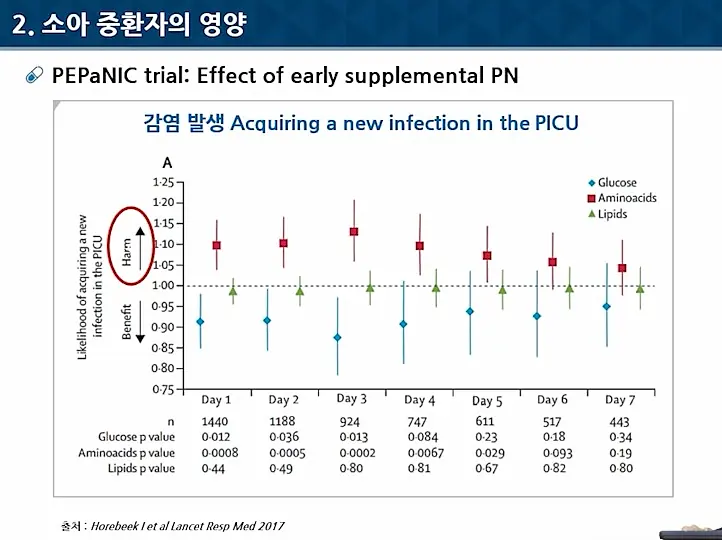 2. 소아 중환자의 영양
PEPaNIC trial: Effect of early supplemental PN
감염 발생 Acquiring a new infection in the PICU
A
Glucose
Aminoacids
Lipids
Likelihood of acquiring a new
infection in the PICU
Harm
Benefit
1·25
1·20
1·15
1·10
1·05
1·00
0·95
0·90
0·85
0·80
0·75
Day 1 Day 2 Day 3 Day 4 Day 5 Day 6 Day 7
n 1440 1188 924 747 611 517 443
Glucose p value 0·012 0·036 0·013 0·084 0·23 0·18 0·34
Aminoacids p value 0·0008 0·0005 0·0002 0·0067 0·029 0·093 0·19
Lipids p value 0·44 0·49 0·80 0·81 0·67 0·82 0·80
출처 : Horebeek I et al Lancet Resp Med 2017